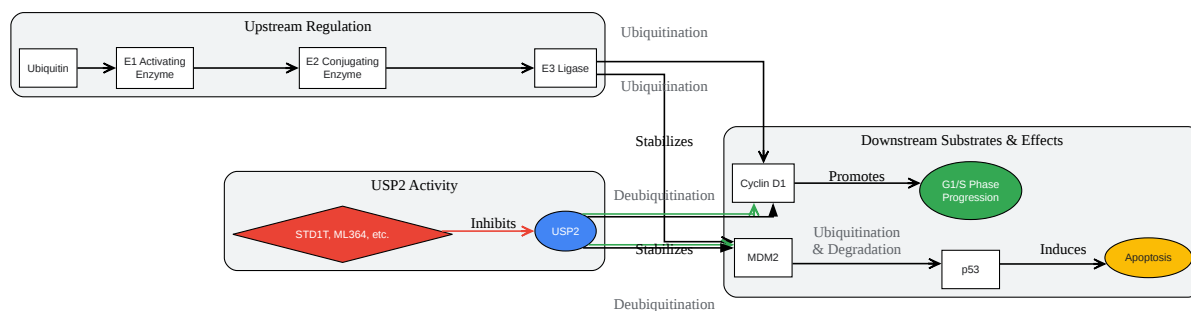 Upstream Regulation
Ubiquitin
E1 Activating
Enzyme
E2 Conjugating
Enzyme
E3 Ligase
Ubiquitination
Ubiquitination
Stabilizes
Deubiquitination
Stabilizes
Deubiquitination
USP2 Activity
STD1T, ML364, etc.
Inhibits
USP2
Downstream Substrates & Effects
Cyclin D1
Promotes
G1/S Phase
Progression
MDM2
Ubiquitination
& Degradation
p53
Induces
Apoptosis